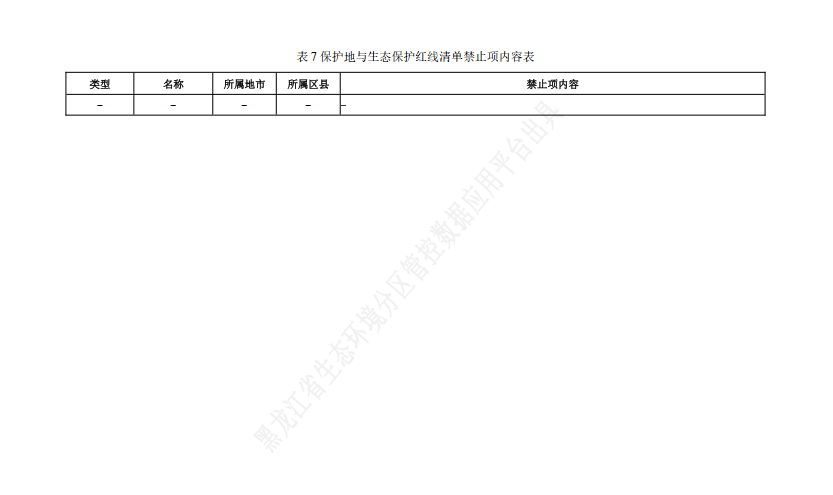 表 7 保护地与生态保护红线清单禁止项内容表
类型 名称 所属地市 所属区县 禁止项内容
– – – – –
黑龙江省生态环境分区管控数据应用平台出具